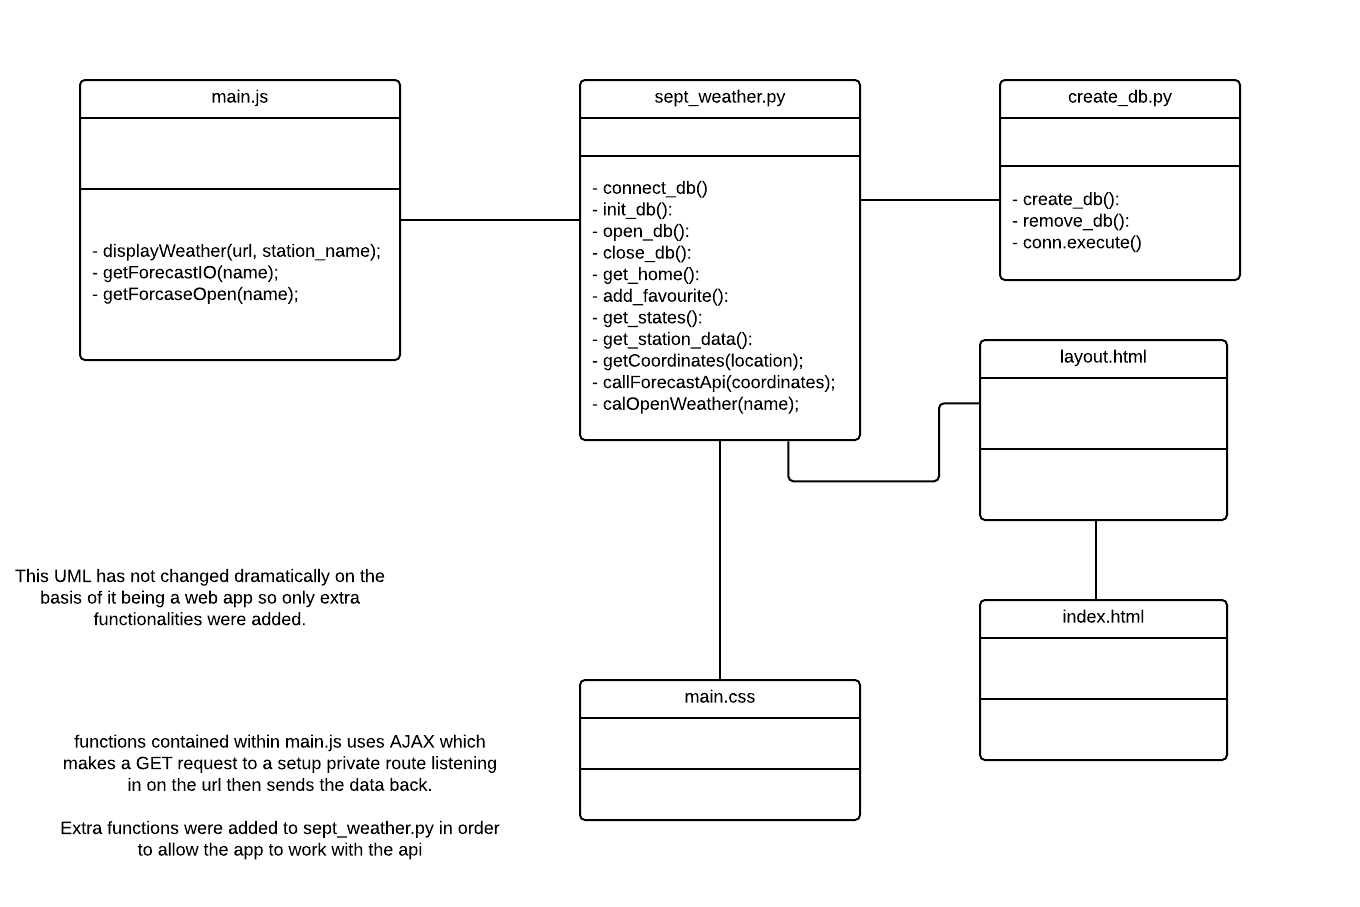 main.js
- displayWeather(url, station_name);
- getForecastIO(name);
- getForcaseOpen(name);
sept_weather.py
- connect_db()
- init_db():
- open_db():
- close_db():
- get_home():
- add_favourite():
- get_states():
- get_station_data():
- getCoordinates(location);
- callForecastApi(coordinates);
- calOpenWeather(name);
create_db.py
- create_db():
- remove_db():
- conn.execute()
layout.html
index.html
main.css
This UML has not changed dramatically on the
basis of it being a web app so only extra
functionalities were added.
functions contained within main.js uses AJAX which
makes a GET request to a setup private route listening
in on the url then sends the data back.
Extra functions were added to sept_weather.py in order
to allow the app to work with the api